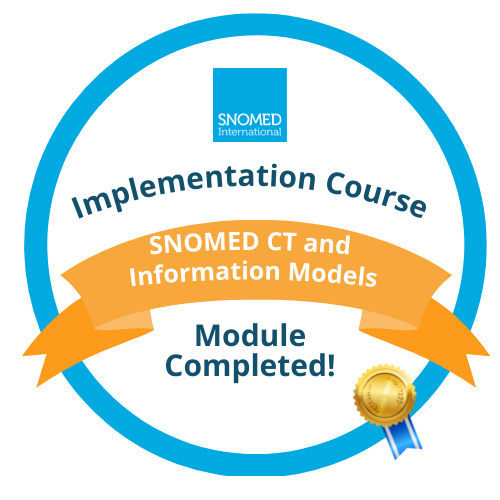 SNOMED
International
Implementation Course
SNOMED CT and
Information Models
Module
Completed!